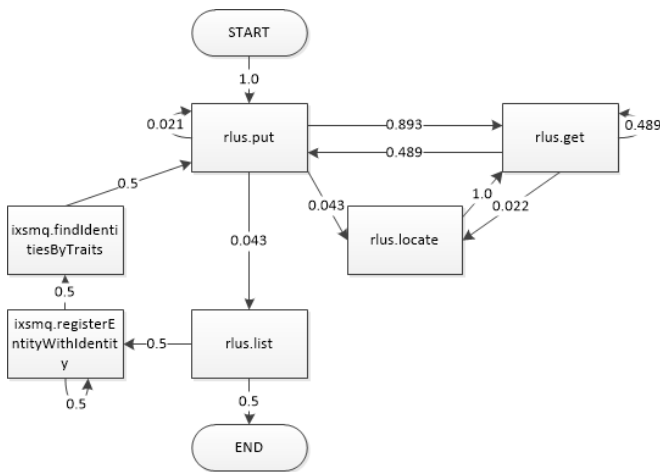 START
1.0
0.021
rlus.put
0.893
0.489
rlus.get
0.489
0.5
0.043
1.0
0.022
ixsmq.findIdenti
tiesByTraits
0.043
rlus.locate
0.5
ixsmq.registerE
ntityWithIdentit
y
0.5
rlus.list
0.5
0.5
END